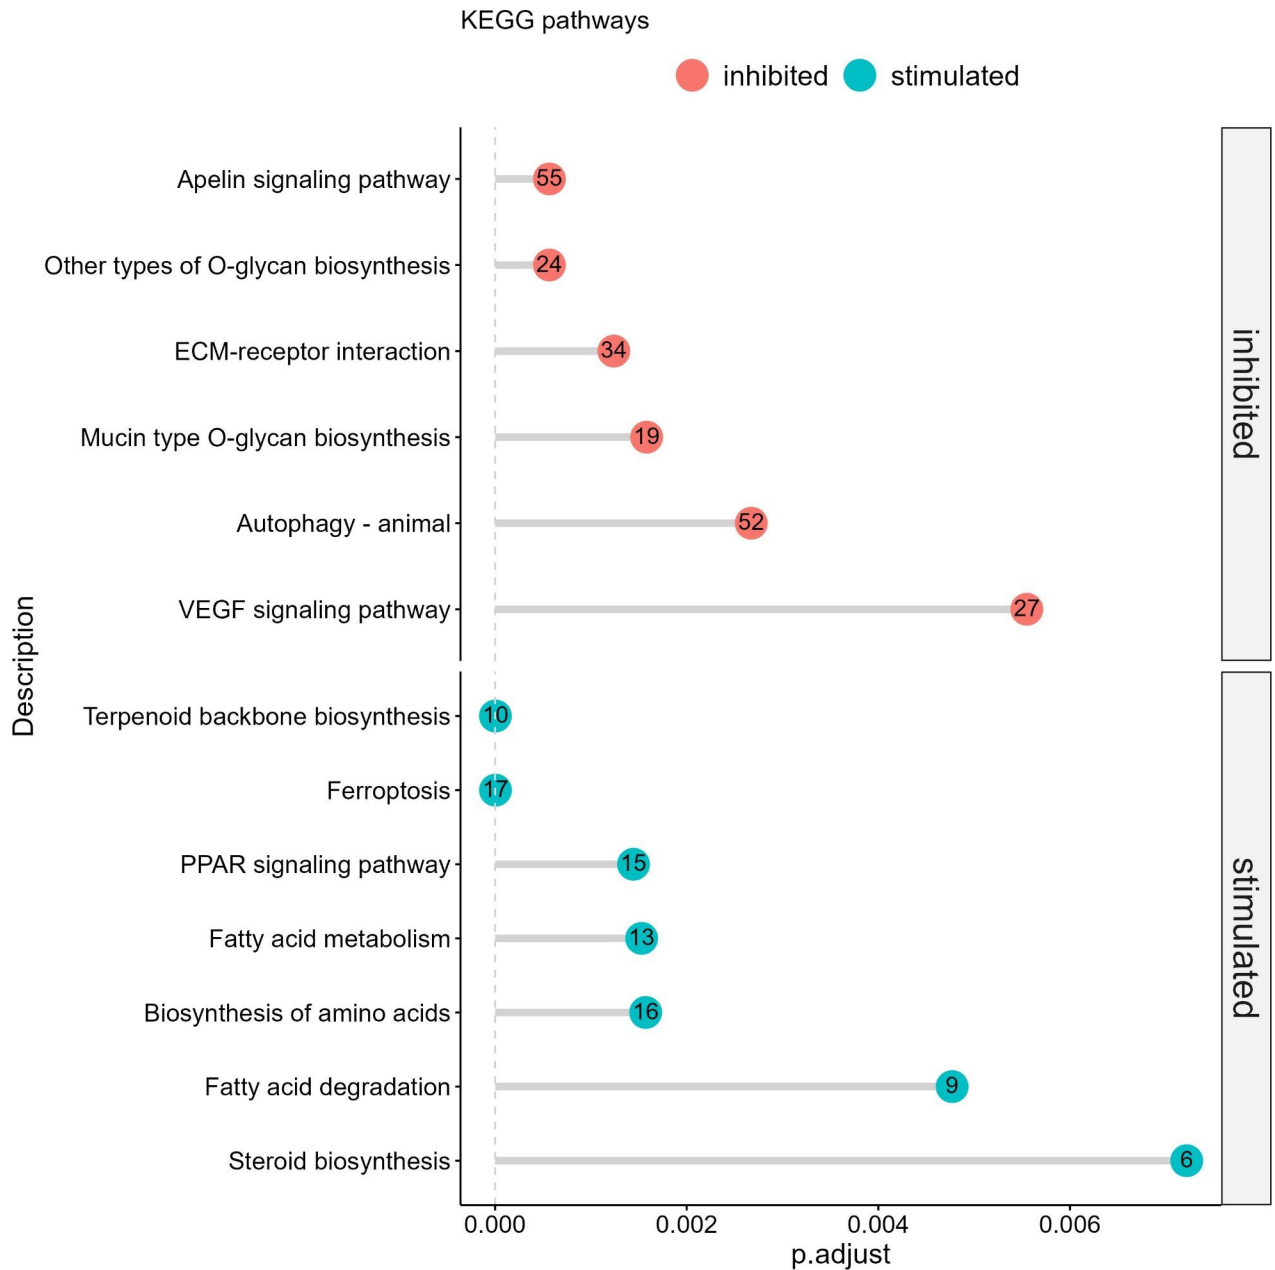 KEGG pathways
inhibited stimulated
Apelin signaling pathway 55
Other types of O-glycan biosynthesis 24
ECM-receptor interaction 34
Mucin type O-glycan biosynthesis 19
Autophagy - animal 52
VEGF signaling pathway 27
inhibited
Description
Terpenoid backbone biosynthesis 10
Ferroptosis 17
PPAR signaling pathway 15
Fatty acid metabolism 13
Biosynthesis of amino acids 16
Fatty acid degradation 9
Steroid biosynthesis 6
stimulated
0.000 0.002 0.004 0.006
p.adjust